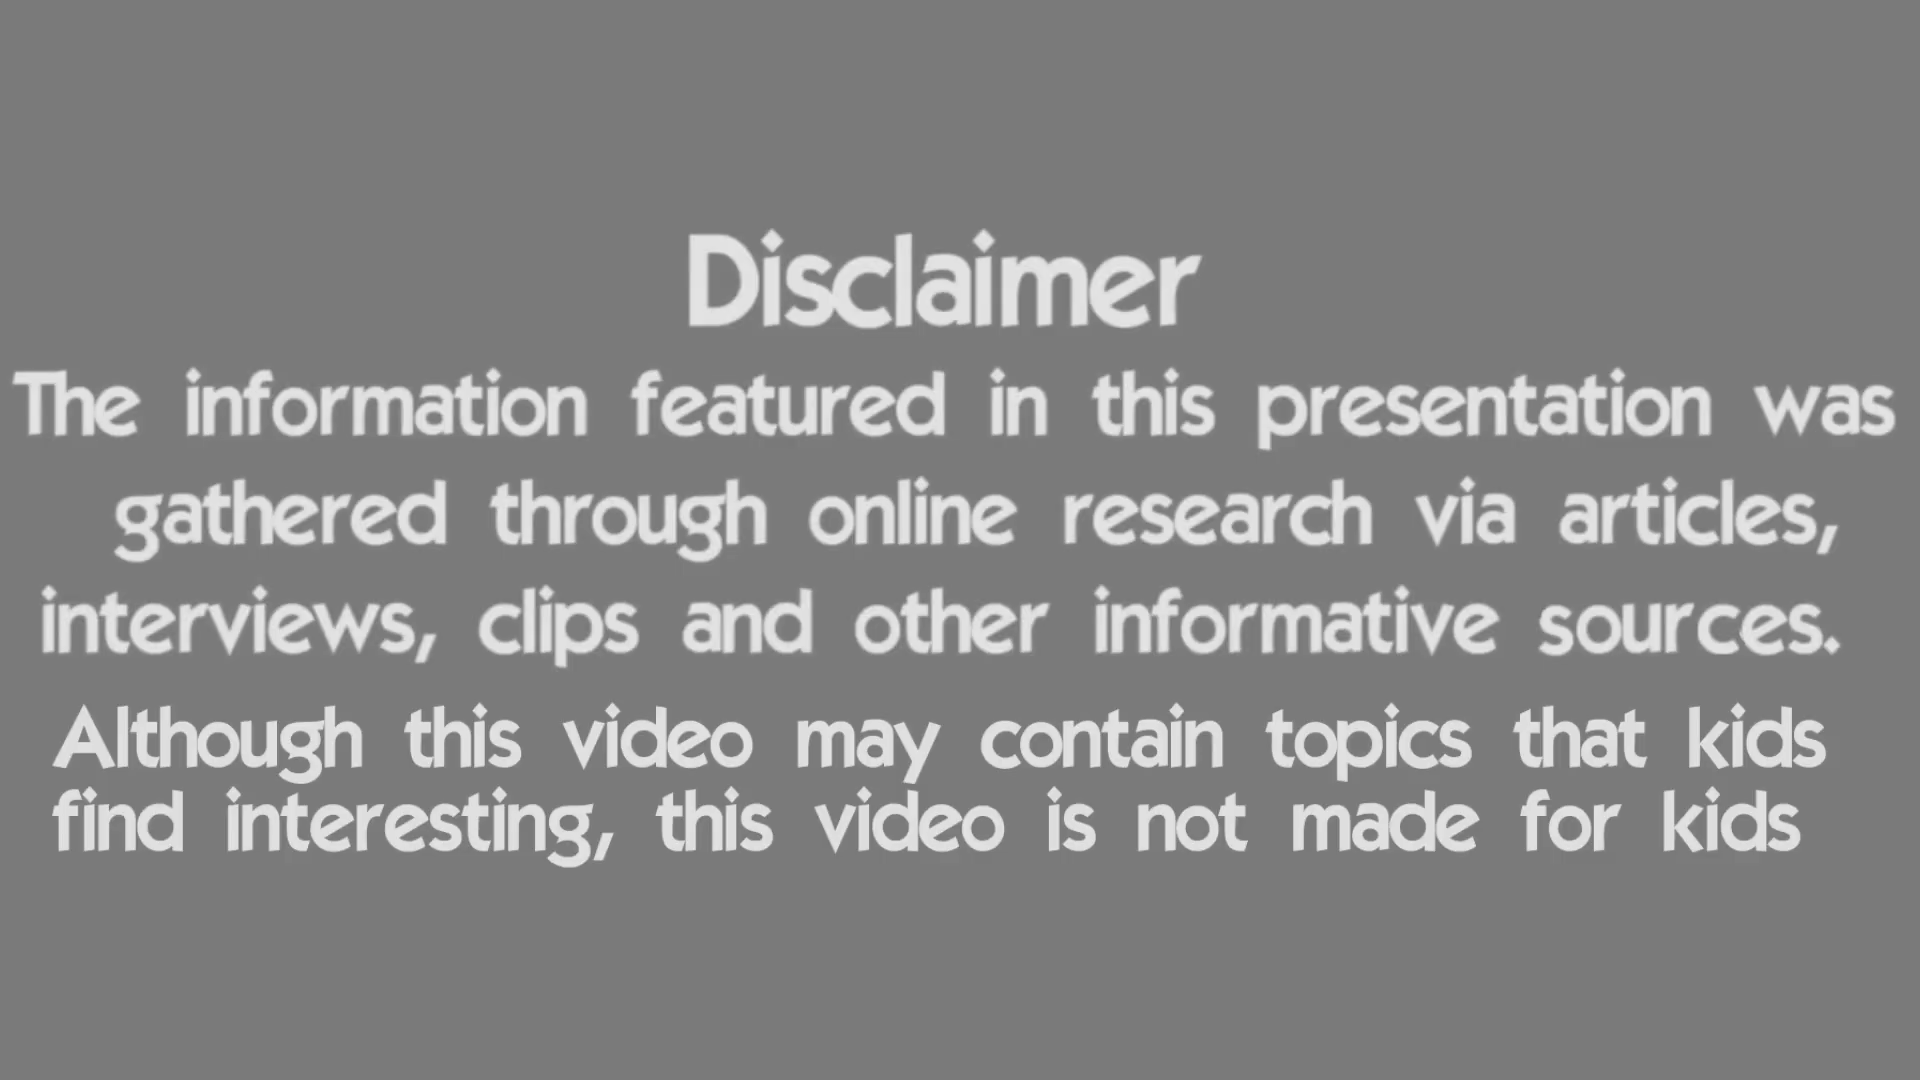 Disclaimer
The information featured in this presentation was
gathered through online research via articles,
interviews, clips and other informative sources.
Although this video may contain topics that kids
find interesting, this video is not made for kids